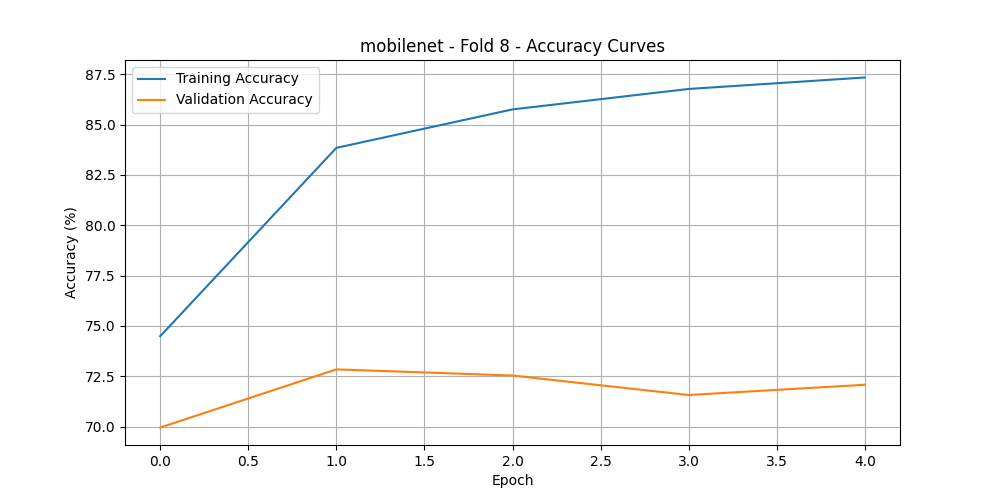 mobilenet - Fold 8 - Accuracy Curves
Training Accuracy
Validation Accuracy
Accuracy (%)
87.5
85.0
82.5
80.0
77.5
75.0
72.5
70.0
0.0 0.5 1.0 1.5 2.0 2.5 3.0 3.5 4.0
Epoch